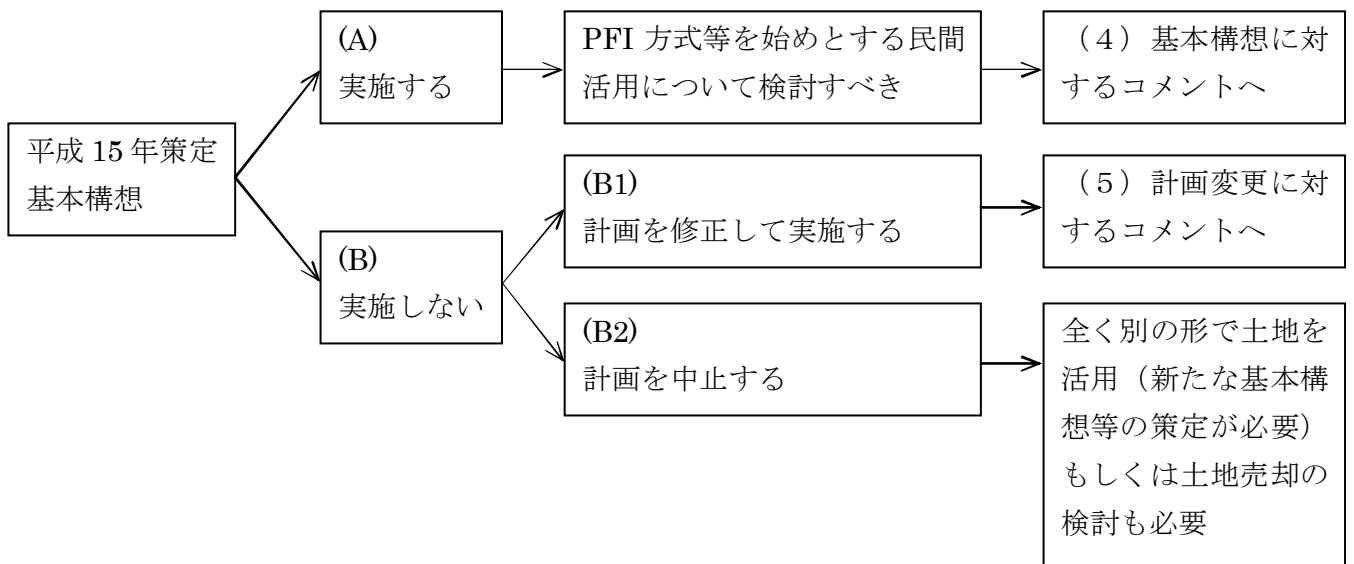 平成 15 年策定
基本構想
(A)
実施する
PFI 方式等を始めとする民間
活用について検討すべき
（４）基本構想に対
するコメントへ
(B)
実施しない
(B1)
計画を修正して実施する
（５）計画変更に対
するコメントへ
(B2)
計画を中止する
全く別の形で土地を
活用（新たな基本構
想等の策定が必要）
もしくは土地売却の
検討も必要